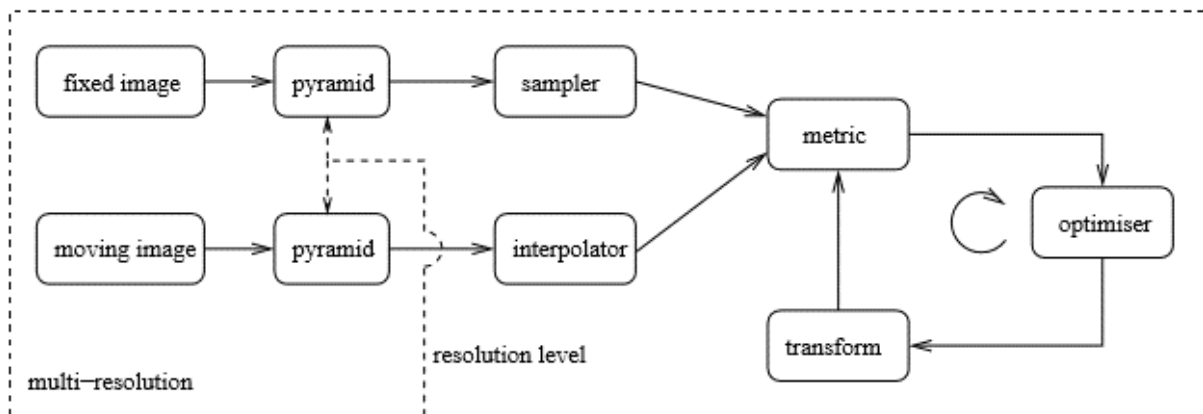 fixed image
pyramid
sampler
metric
moving image
pyramid
interpolator
optimiser
transform
resolution level
multi−resolution